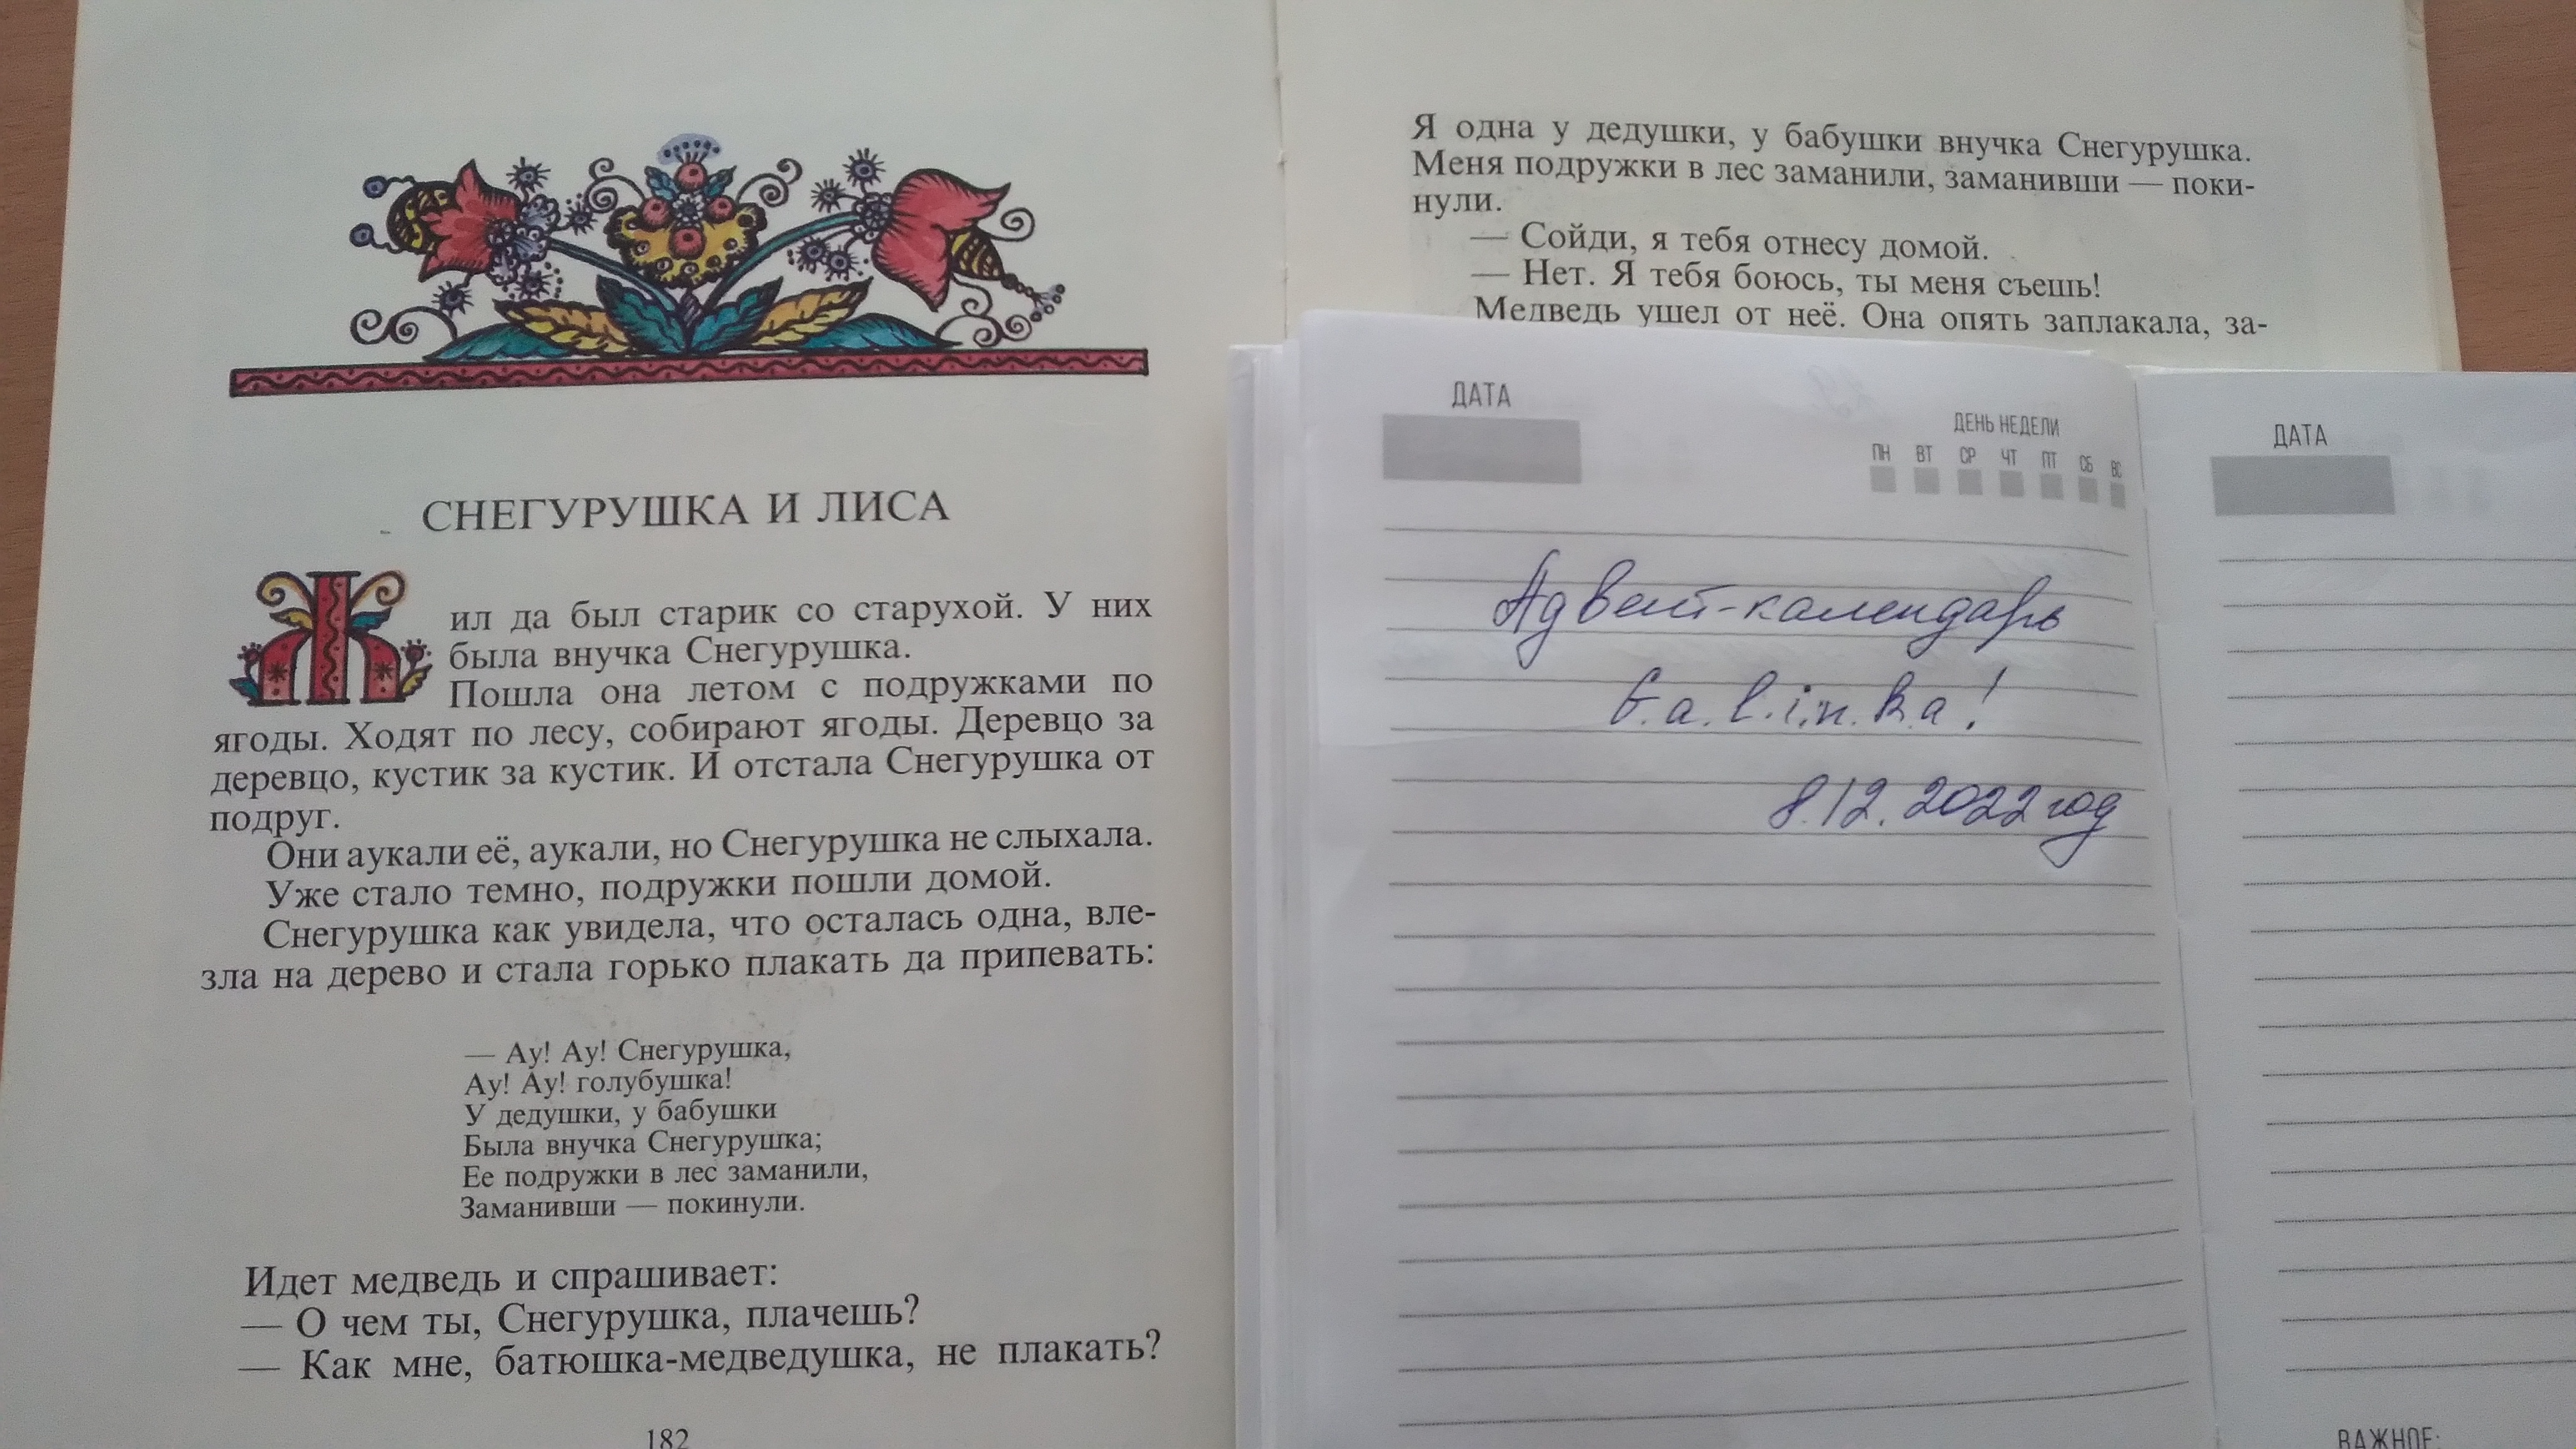 СНЕГУРУШКА И ЛИСА
Жил да был старик со старухой. У них
была внучка Снегурушка.
Пошла она летом с подружками по
ягоды. Ходят по лесу, собирают ягоды. Деревцо за
деревцо, кустик за кустик. И отстала Снегурушка от
подруг.
Они аукали её, аукали, но Снегурушка не слыхала.
Уже стало темно, подружки пошли домой.
Снегурушка как увидела, что осталась одна, вле-
зла на дерево и стала горько плакать да припевать:
— Ау! Ау! Снегурушка,
Ау! Ау! голубушка!
У дедушки, у бабушки
Была внучка Снегурушка;
Ее подружки в лес заманили,
Заманивши — покинули.
Идет медведь и спрашивает:
— О чем ты, Снегурушка, плачешь?
— Как мне, батюшка-медведушка, не плакать?
182
Я одна у дедушки, у бабушки внучка Снегурушка.
Меня подружки в лес заманили, заманивши — поки-
нули.
— Сойди, я тебя отнесу домой.
— Нет. Я тебя боюсь, ты меня съешь!
Медведь ушел от неё. Она опять заплакала, за-
ДАТА
ДЕНЬ НЕДЕЛИ
ПН ВТ СР ЧТ ПТ СБ ВС
Адвент-календарь
G.a.l.i.n.k.a!
8.12.2022 год
ДАТА
ВАЖНОЕ: